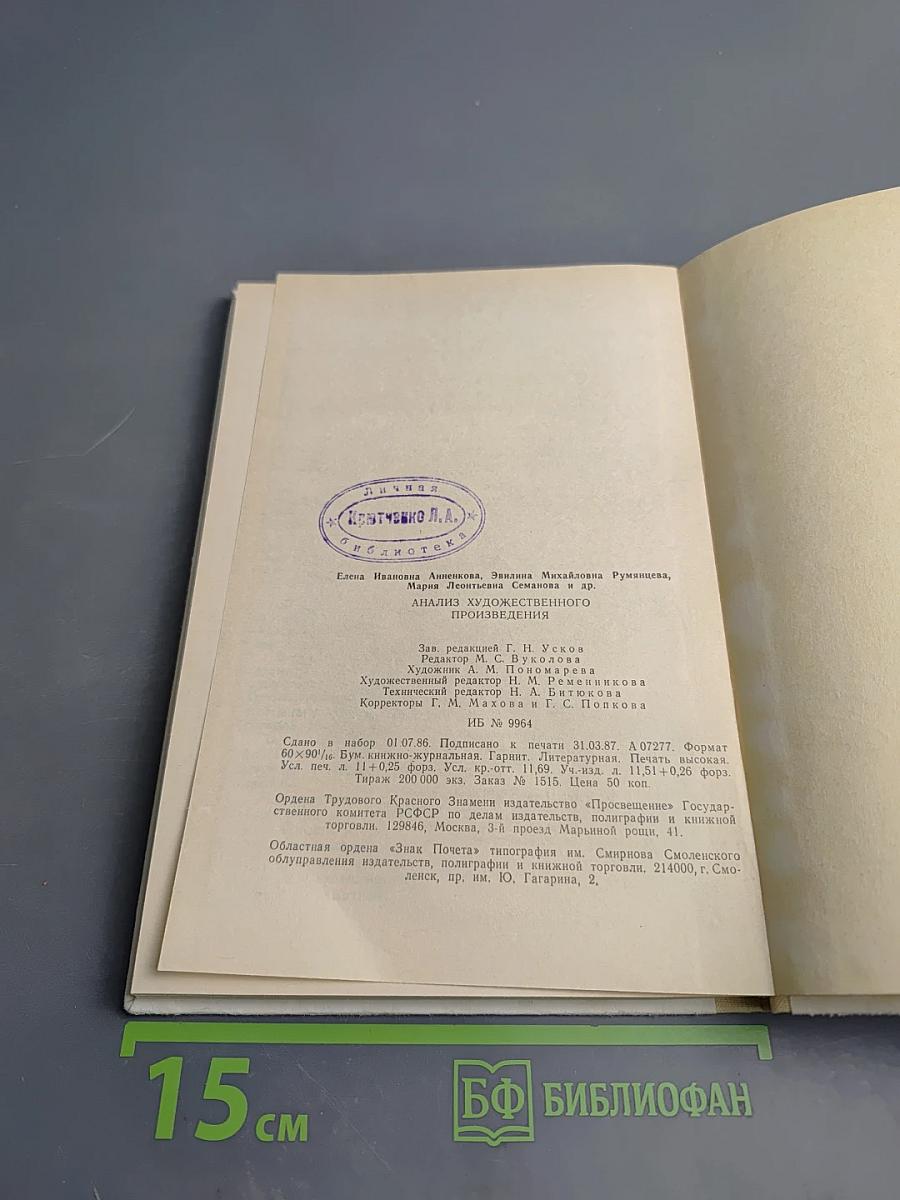 Личная
Крютченко Л. А.
библиотека
Елена Ивановна Анненкова, Эвилина Михайловна Румянцева,
Мария Леонтьевна Семанова и др.
АНАЛИЗ ХУДОЖЕСТВЕННОГО
ПРОИЗВЕДЕНИЯ
Зав. редакцией Г. Н. Усков
Редактор М. С. Вуколова
Художник А. М. Пономарева
Художественный редактор Н. М. Ременникова
Технический редактор Н. А. Битюкова
Корректоры Г. М. Махова и Г. С. Попкова
ИБ № 9964
Сдано в набор 01.07.86. Подписано к печати 31.03.87. А 07277. Формат
60×90¹/₁₆. Бум. книжно-журнальная. Гарнит. Литературная. Печать высокая.
Усл. печ. л. 11+0,25 форз. Усл. кр.-отт. 11,69. Уч.-изд. л. 11,51+0,26 форз.
Тираж 200 000 экз. Заказ № 1515. Цена 50 коп.
Ордена Трудового Красного Знамени издательство «Просвещение» Государ-
ственного комитета РСФСР по делам издательств, полиграфии и книжной
торговли. 129846, Москва, 3-й проезд Марьиной рощи, 41.
Областная ордена «Знак Почета» типография им. Смирнова Смоленского
облуправления издательств, полиграфии и книжной торговли. 214000, г. Смо-
ленск, пр. им. Ю. Гагарина, 2.
15 см
БФ БИБЛИОФАН